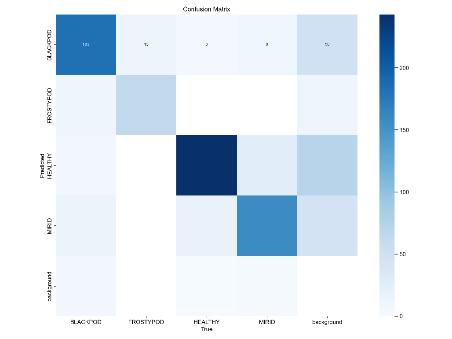 Confusion Matrix
BLACKPOD
FROSTYPOD
HEALTHY
MIRID
background
Predicted
BLACKPOD
FROSTYPOD
HEALTHY
MIRID
background
True
200
150
100
50
0